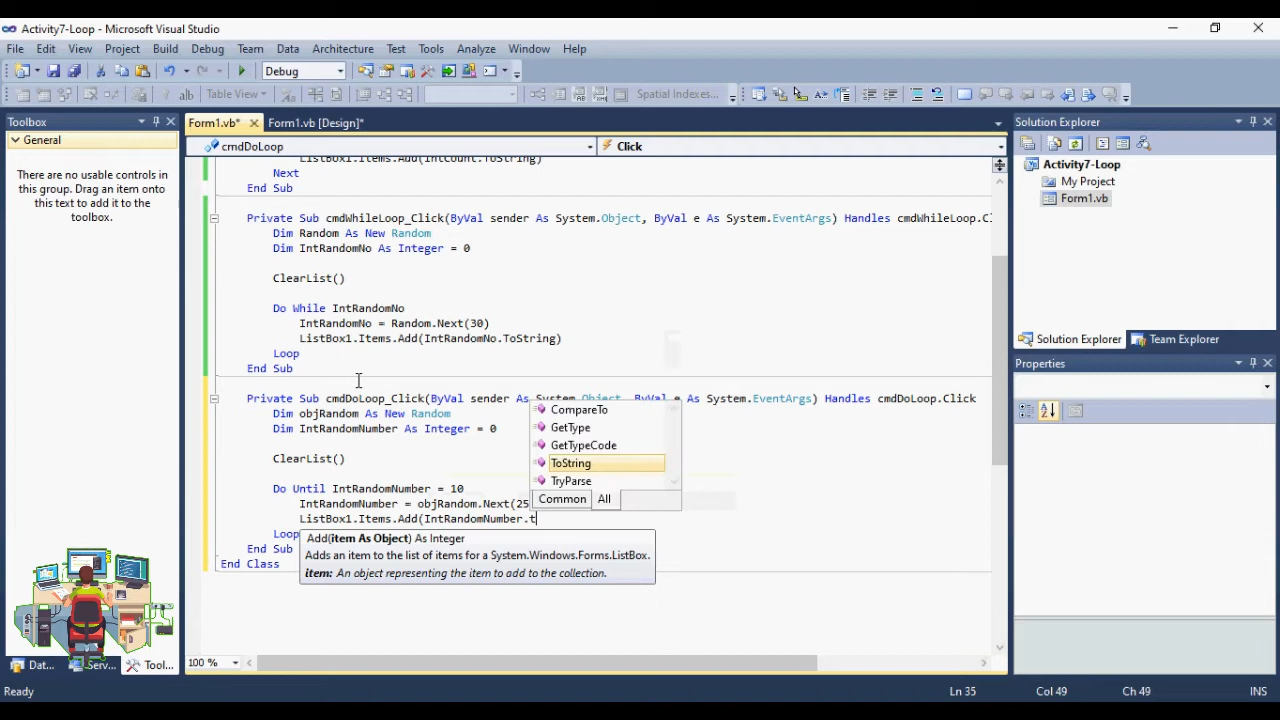 Activity7-Loop - Microsoft Visual Studio
File Edit View Project Build Debug Team Data Architecture Test Tools Analyze Window Help
Debug
Table View
Spatial Indexes...
Toolbox
General
There are no usable controls in
this group. Drag an item onto
this text to add it to the
toolbox.
Form1.vb* Form1.vb [Design]*
cmdDoLoop Click
ListBox1.Items.Add(IntCount.ToString)
Next
End Sub
Private Sub cmdWhileLoop_Click(ByVal sender As System.Object, ByVal e As System.EventArgs) Handles cmdWhileLoop.Cl
Dim Random As New Random
Dim IntRandomNo As Integer = 0
ClearList()
Do While IntRandomNo
IntRandomNo = Random.Next(30)
ListBox1.Items.Add(IntRandomNo.ToString)
Loop
End Sub
Private Sub cmdDoLoop_Click(ByVal sender As System.Object, ByVal e As System.EventArgs) Handles cmdDoLoop.Click
Dim objRandom As New Random
Dim IntRandomNumber As Integer = 0
ClearList()
Do Until IntRandomNumber = 10
IntRandomNumber = objRandom.Next(25
ListBox1.Items.Add(IntRandomNumber.t
Loop
End Sub
End Class
CompareTo
GetType
GetTypeCode
ToString
TryParse
Common All
Add(item As Object) As Integer
Adds an item to the list of items for a System.Windows.Forms.ListBox.
item: An object representing the item to add to the collection.
Solution Explorer
Activity7-Loop
My Project
Form1.vb
Solution Explorer Team Explorer
Properties
Dat... Serv... Tool...
100 %
Ready Ln 35 Col 49 Ch 49 INS